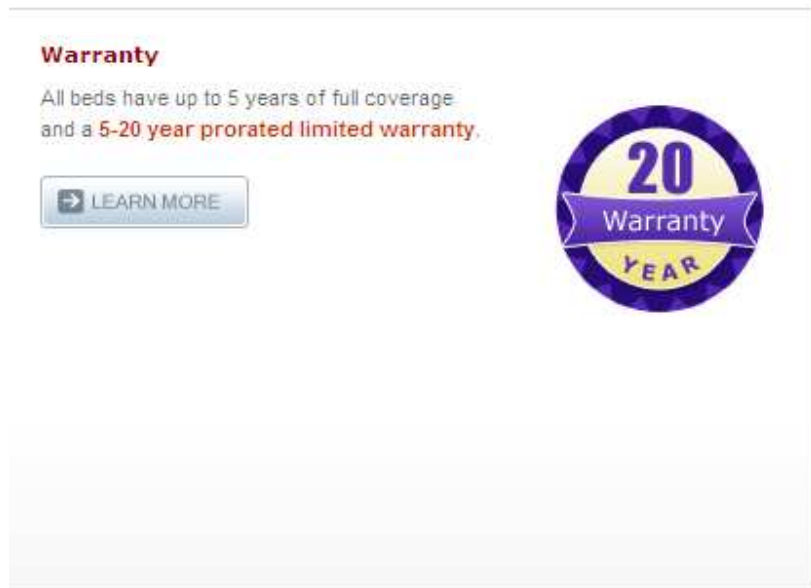 Warranty
All beds have up to 5 years of full coverage
and a 5-20 year prorated limited warranty.
LEARN MORE
20
Warranty
YEAR